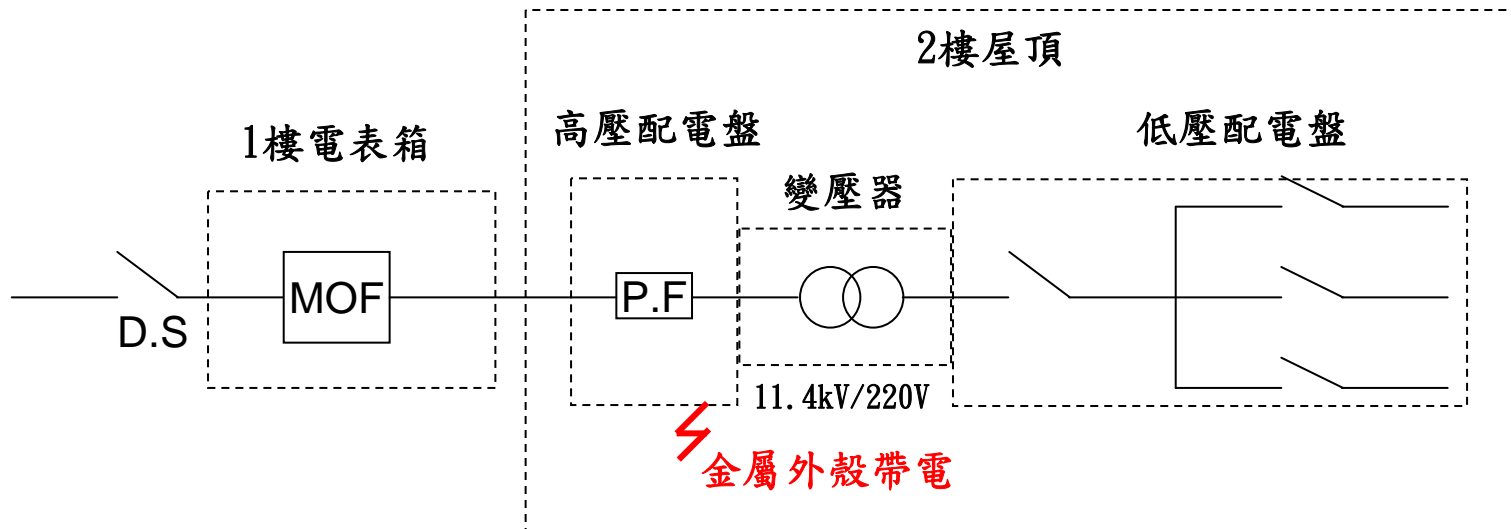 2樓屋頂
1樓電表箱
高壓配電盤
低壓配電盤
變壓器
MOF
P.F
D.S
11.4kV/220V
金屬外殼帶電